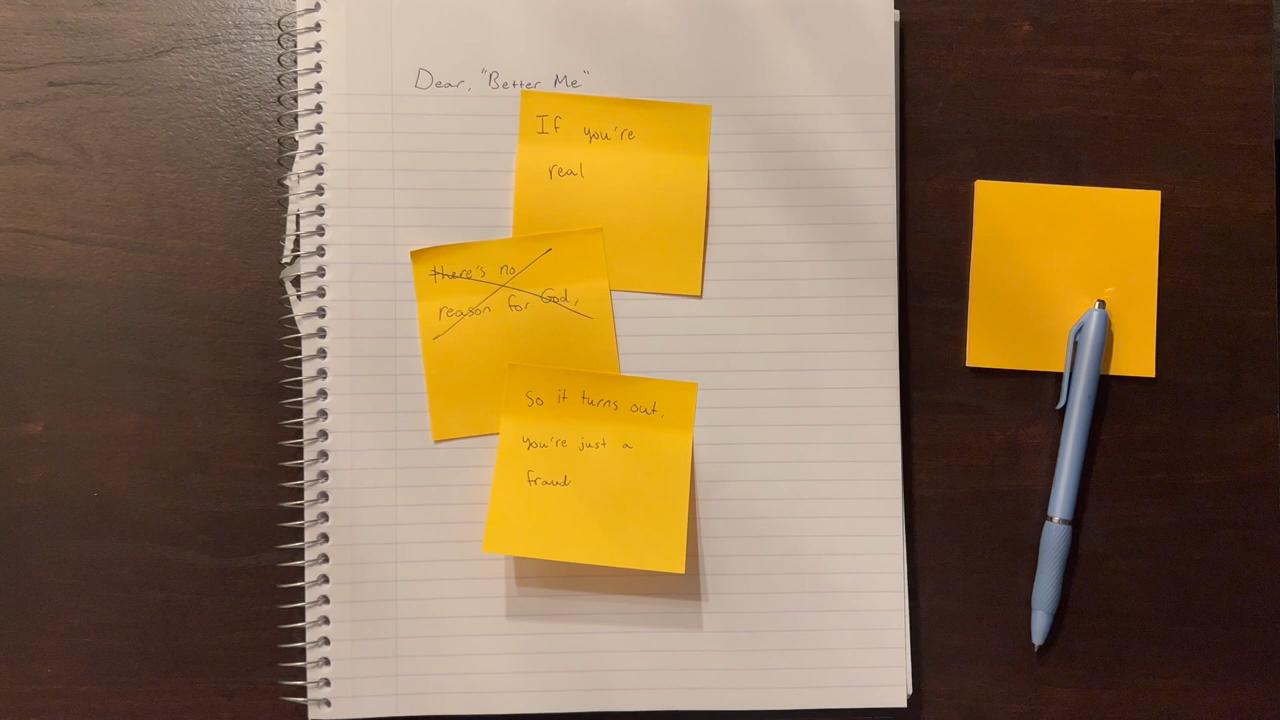 Dear, "Better Me"
If you're
real
there's no
reason for God,
So it turns out,
you're just a
fraud